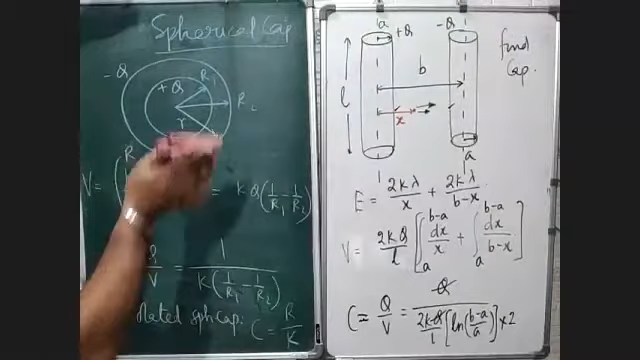 Spherical Cap
-Q
+Q
R₁
R₂
r
V =
= KQ(1/R₁ - 1/R₂)
Q/V = 1/K(1/R₁ - 1/R₂)
sph cap: C = R/K
a
+Q
-Q
find Cap.
b
l
x
a
E = 2Kλ/x + 2Kλ/b-x
V = 2KQ/l [∫ₐ^(b-a) dx/x + ∫ₐ^(b-a) dx/b-x]
C = Q/V = Q/(2KQ/l [ln(b-a/a)] × 2)